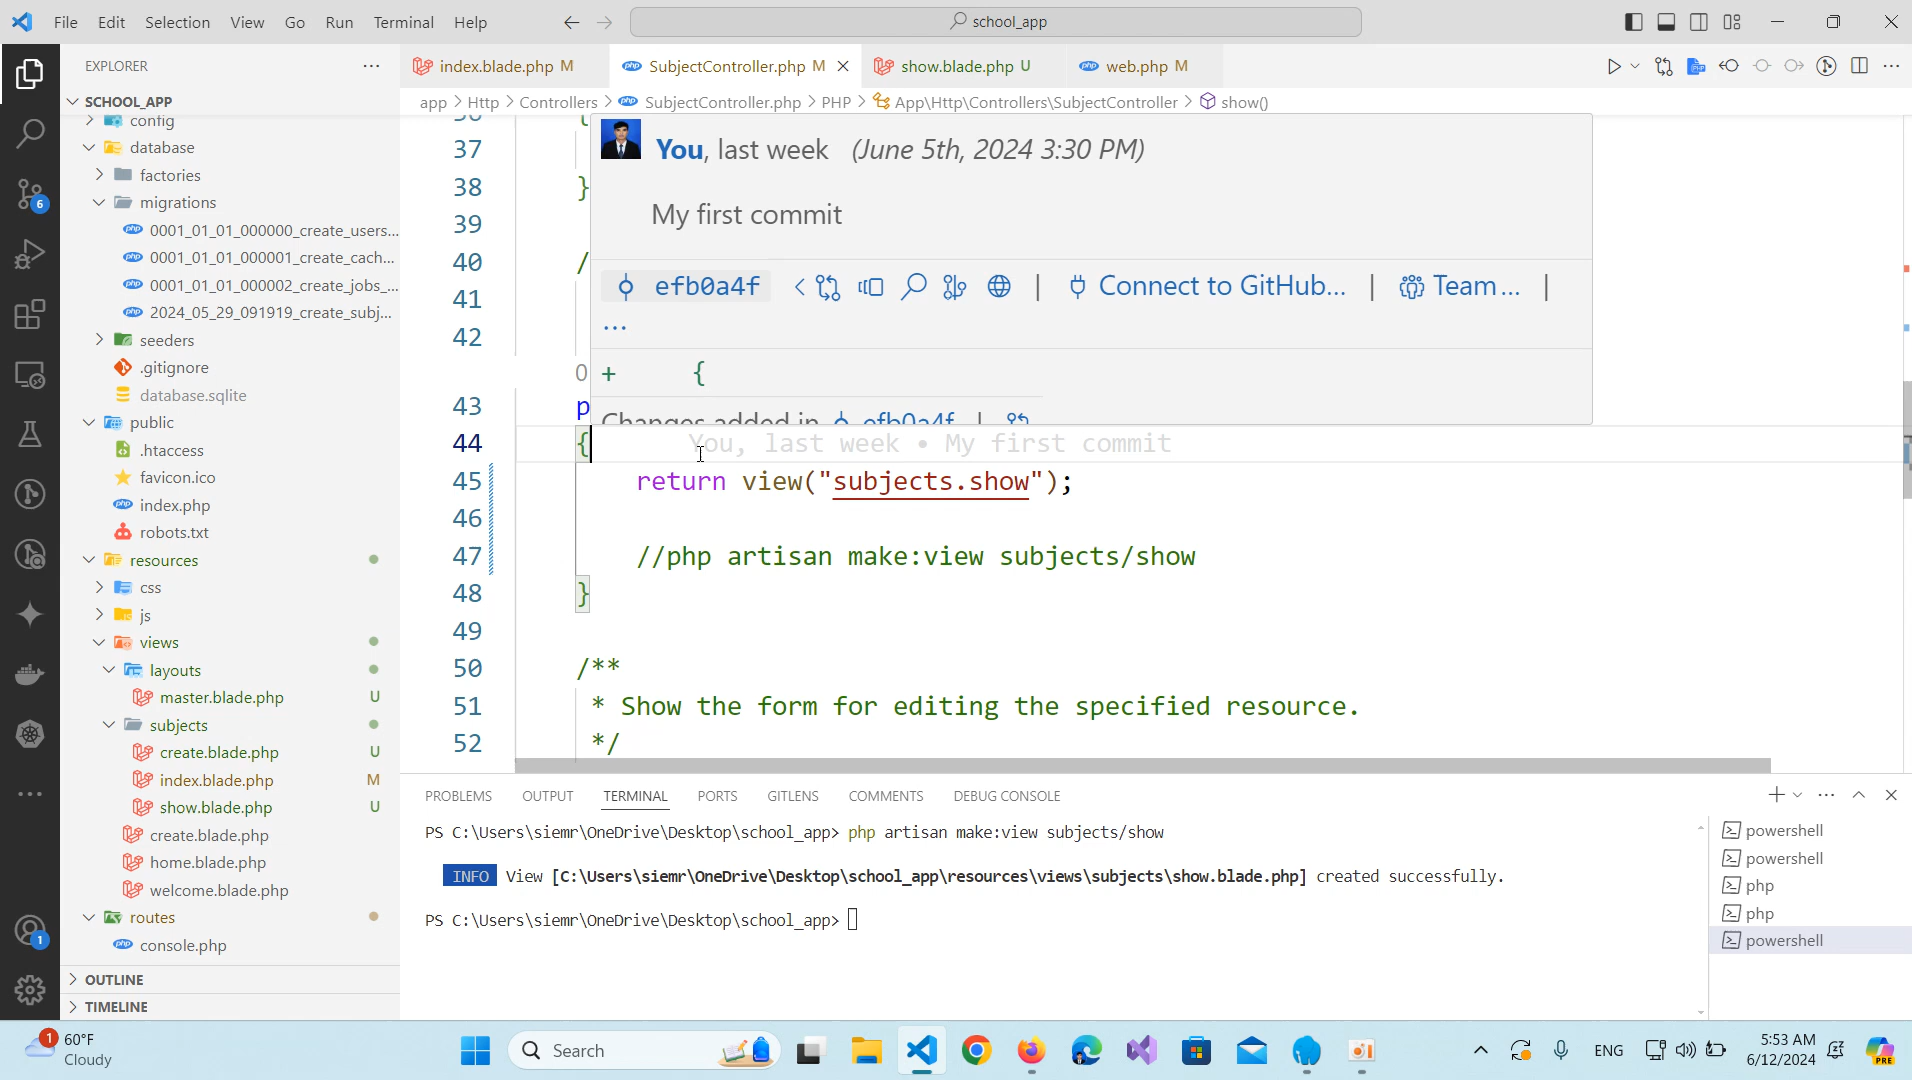 File Edit Selection View Go Run Terminal Help
school_app
EXPLORER
index.blade.php M
SubjectController.php M
show.blade.php U
web.php M
SCHOOL_APP
app > Http > Controllers > SubjectController.php > PHP > App\Http\Controllers\SubjectController > show()
config
database
factories
migrations
0001_01_01_000000_create_users...
0001_01_01_000001_create_cach...
0001_01_01_000002_create_jobs_...
2024_05_29_091919_create_subj...
seeders
.gitignore
database.sqlite
public
.htaccess
favicon.ico
index.php
robots.txt
resources
css
js
views
layouts
master.blade.php U
subjects
create.blade.php U
index.blade.php M
show.blade.php U
create.blade.php
home.blade.php
welcome.blade.php
routes
console.php
OUTLINE
TIMELINE
6
1
36 {
37
38 }
39
40 /
41
42
0
43 p
You, last week (June 5th, 2024 3:30 PM)
My first commit
efb0a4f | Connect to GitHub... | Team... |
...
+ {
Changes added in efb0a4f |
44 { You, last week • My first commit
45 return view("subjects.show");
46
47 //php artisan make:view subjects/show
48 }
49
50 /**
51 * Show the form for editing the specified resource.
52 */
PROBLEMS OUTPUT TERMINAL PORTS GITLENS COMMENTS DEBUG CONSOLE
PS C:\Users\siemr\OneDrive\Desktop\school_app> php artisan make:view subjects/show
INFO View [C:\Users\siemr\OneDrive\Desktop\school_app\resources\views\subjects\show.blade.php] created successfully.
PS C:\Users\siemr\OneDrive\Desktop\school_app>
powershell
powershell
php
php
powershell
1
60°F
Cloudy
Search
ENG
5:53 AM
6/12/2024
PRE